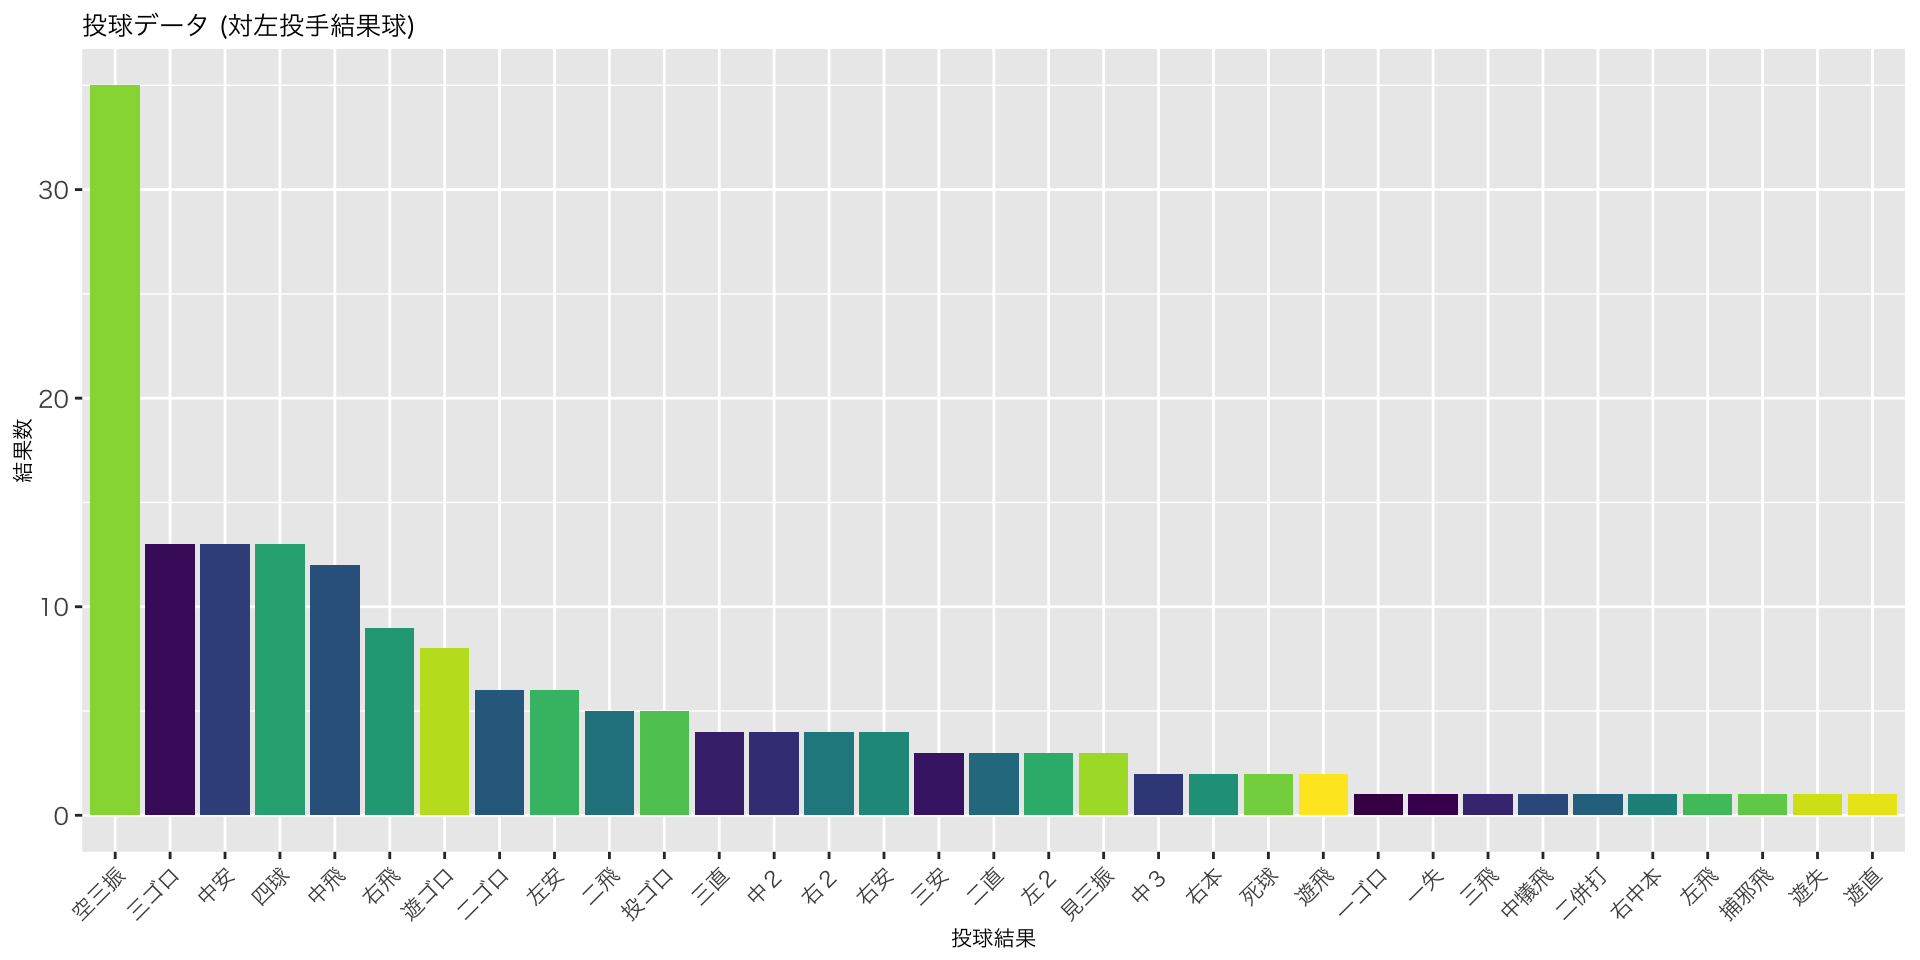 投球データ (対左投手結果球)
結果数
30
20
10
0
空三振
三ゴロ
中安
四球
中飛
右飛
遊ゴロ
二ゴロ
左安
二飛
投ゴロ
三直
中２
右２
右安
三安
二直
左２
見三振
中３
右本
死球
遊飛
一ゴロ
一失
三飛
中犠飛
二併打
右中本
左飛
捕邪飛
遊失
遊直
投球結果